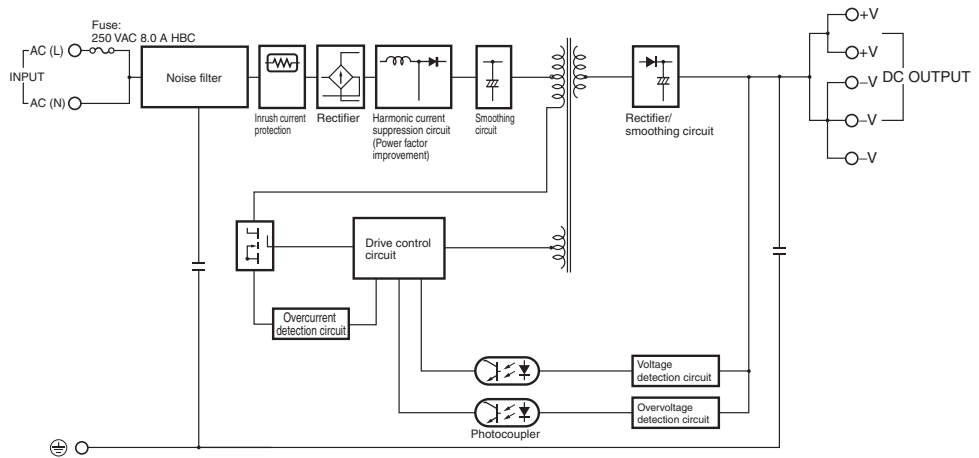 Fuse:
250 VAC 8.0 A HBC
AC (L)
INPUT
AC (N)
Noise filter
Inrush current
protection
Rectifier
Harmonic current
suppression circuit
(Power factor
improvement)
Smoothing
circuit
Rectifier/
smoothing circuit
+V
+V
–V
DC OUTPUT
–V
–V
Drive control
circuit
Overcurrent
detection circuit
Voltage
detection circuit
Overvoltage
detection circuit
Photocoupler